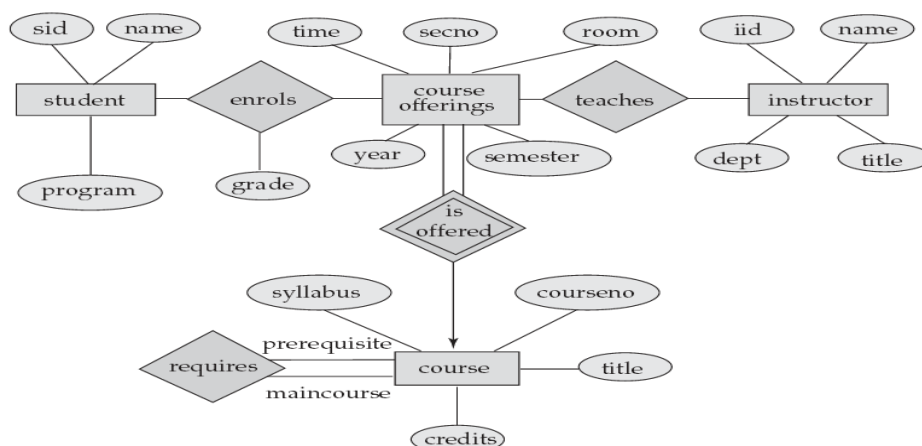 sid
name
time
secno
room
iid
name
student
enrols
course
offerings
teaches
instructor
program
grade
year
semester
dept
title
is
offered
syllabus
courseno
prerequisite
requires
course
title
maincourse
credits